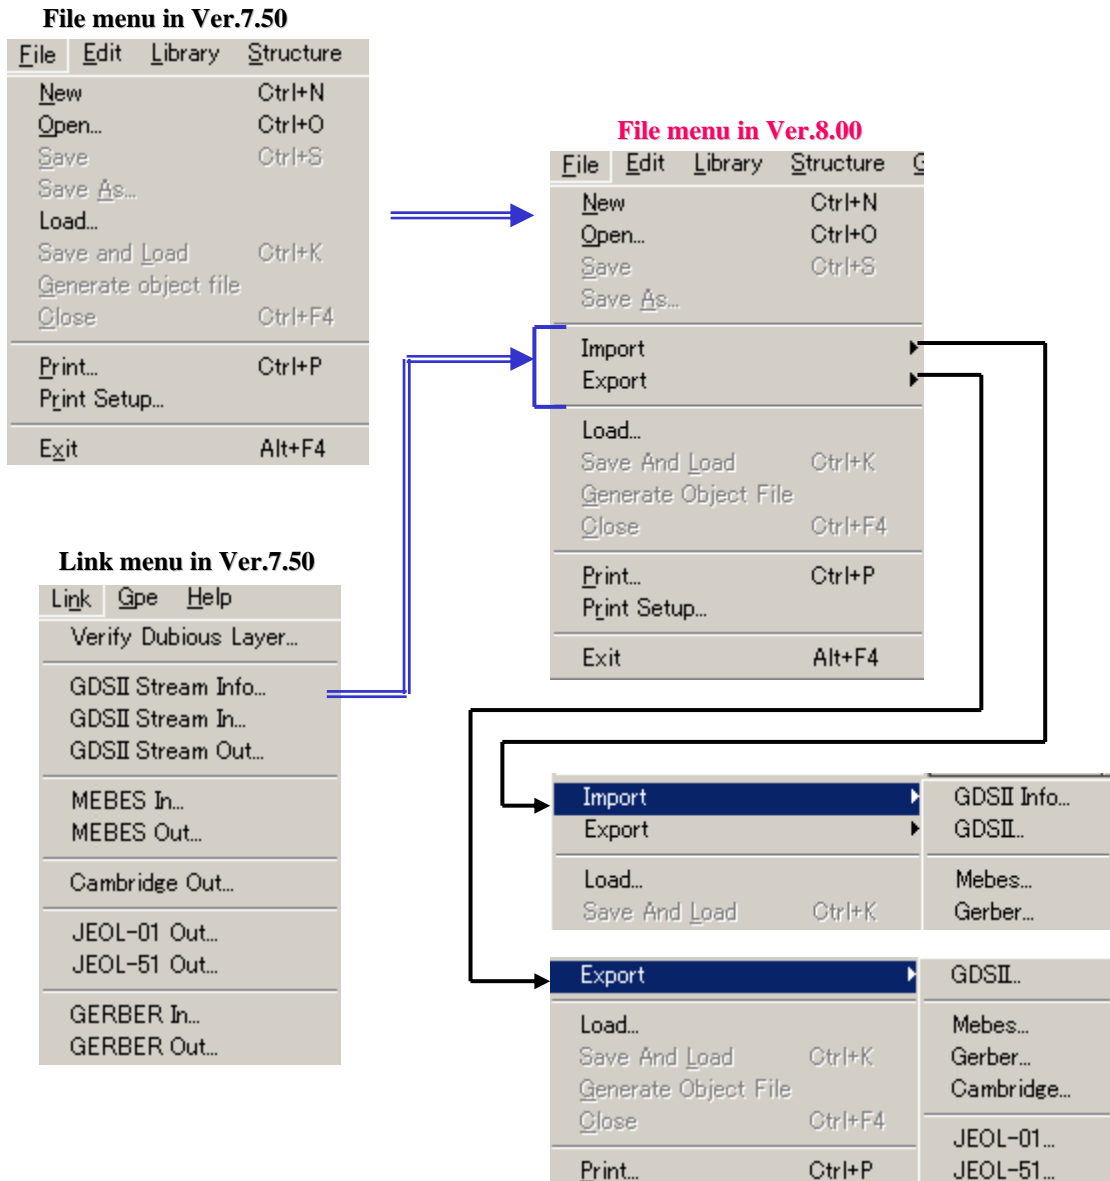 File menu in Ver.7.50
File Edit Library Structure
New Ctrl+N
Open... Ctrl+O
Save Ctrl+S
Save As...
Load...
Save and Load Ctrl+K
Generate object file
Close Ctrl+F4
Print... Ctrl+P
Print Setup...
Exit Alt+F4
Link menu in Ver.7.50
Link Gpe Help
Verify Dubious Layer...
GDSII Stream Info...
GDSII Stream In...
GDSII Stream Out...
MEBES In...
MEBES Out...
Cambridge Out...
JEOL-01 Out...
JEOL-51 Out...
GERBER In...
GERBER Out...
File menu in Ver.8.00
File Edit Library Structure
New Ctrl+N
Open... Ctrl+O
Save Ctrl+S
Save As...
Import
Export
Load...
Save And Load Ctrl+K
Generate Object File
Close Ctrl+F4
Print... Ctrl+P
Print Setup...
Exit Alt+F4
Import GDSII Info...
Export GDSII...
Load... Mebes...
Save And Load Ctrl+K Gerber...
Export GDSII...
Load... Mebes...
Save And Load Ctrl+K Gerber...
Generate Object File Cambridge...
Close Ctrl+F4
JEOL-01...
Print... Ctrl+P JEOL-51...